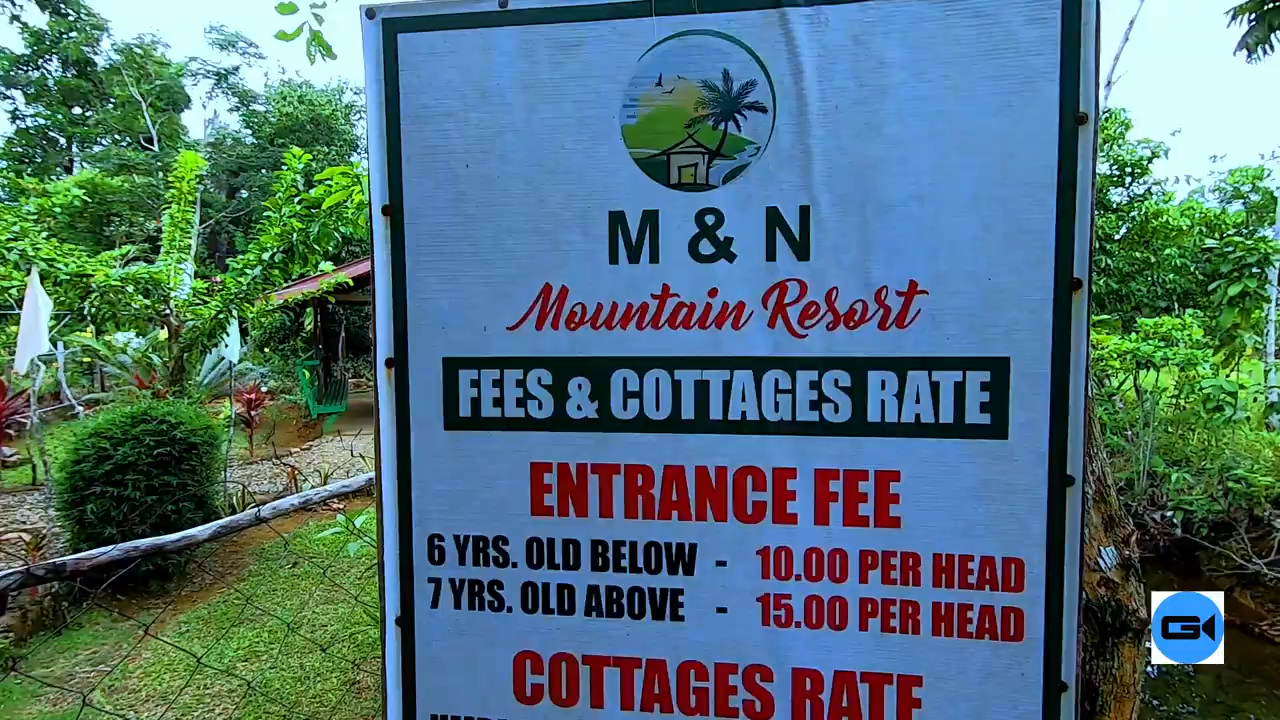 M & N
Mountain Resort
FEES & COTTAGES RATE
ENTRANCE FEE
6 YRS. OLD BELOW - 10.00 PER HEAD
7 YRS. OLD ABOVE - 15.00 PER HEAD
COTTAGES RATE
G